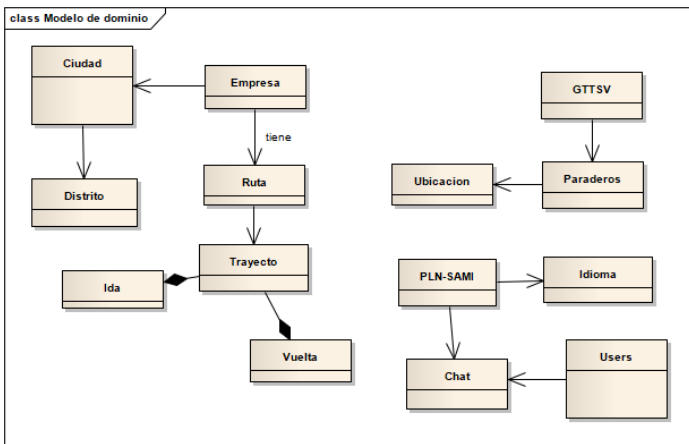 class Modelo de dominio
Ciudad
Empresa
GTTSV
tiene
Distrito
Ruta
Ubicacion
Paraderos
Trayecto
Ida
PLN-SAMI
Idioma
Vuelta
Chat
Users